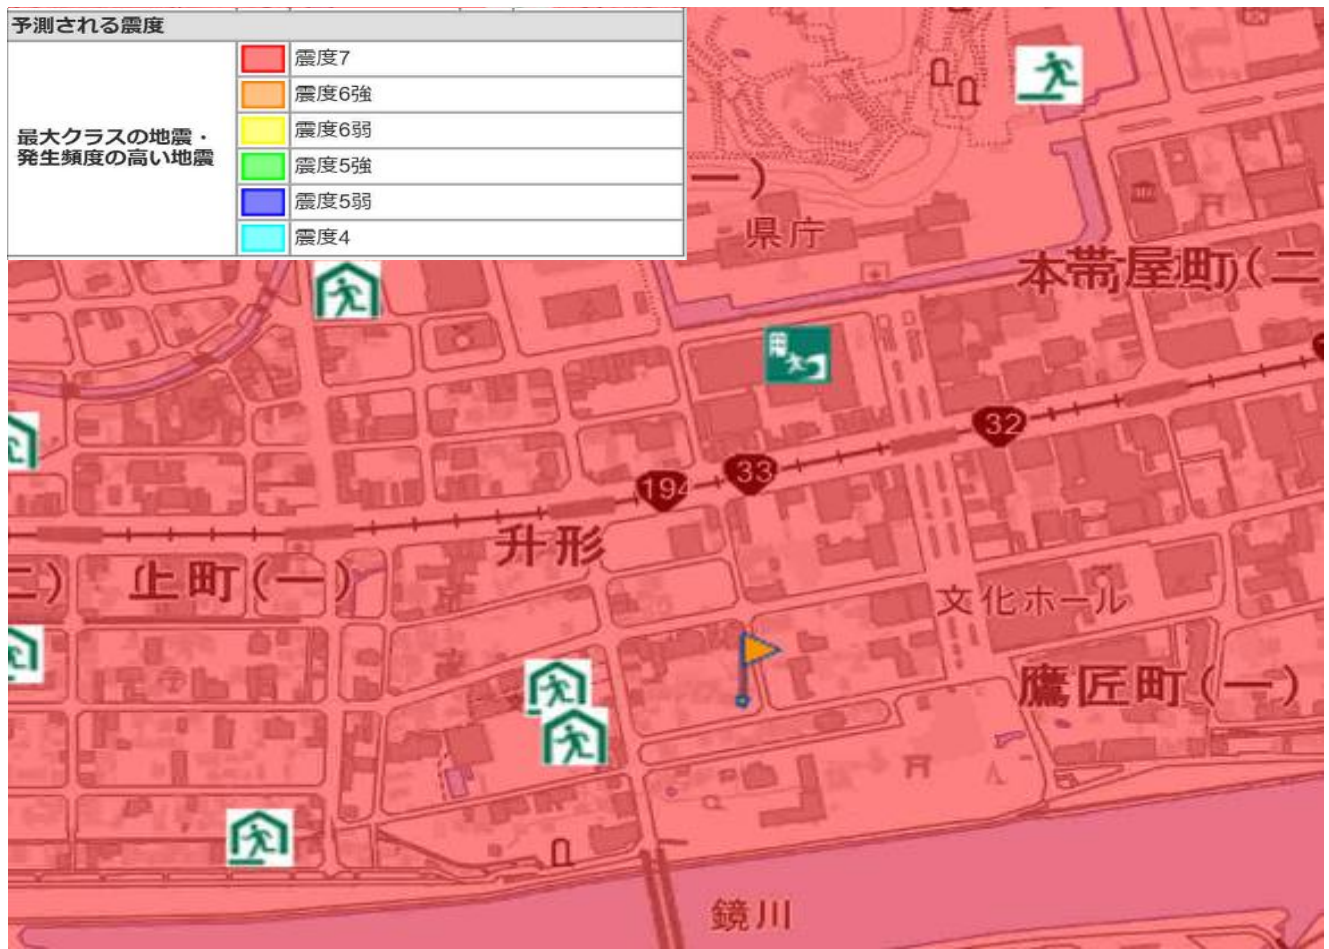 予測される震度
最大クラスの地震・
発生頻度の高い地震
震度7
震度6強
震度6弱
震度5強
震度5弱
震度4
一)
県庁
本帯屋町(二
32
33
194
升形
二)
上町(一)
文化ホール
鷹匠町(一)
鏡川